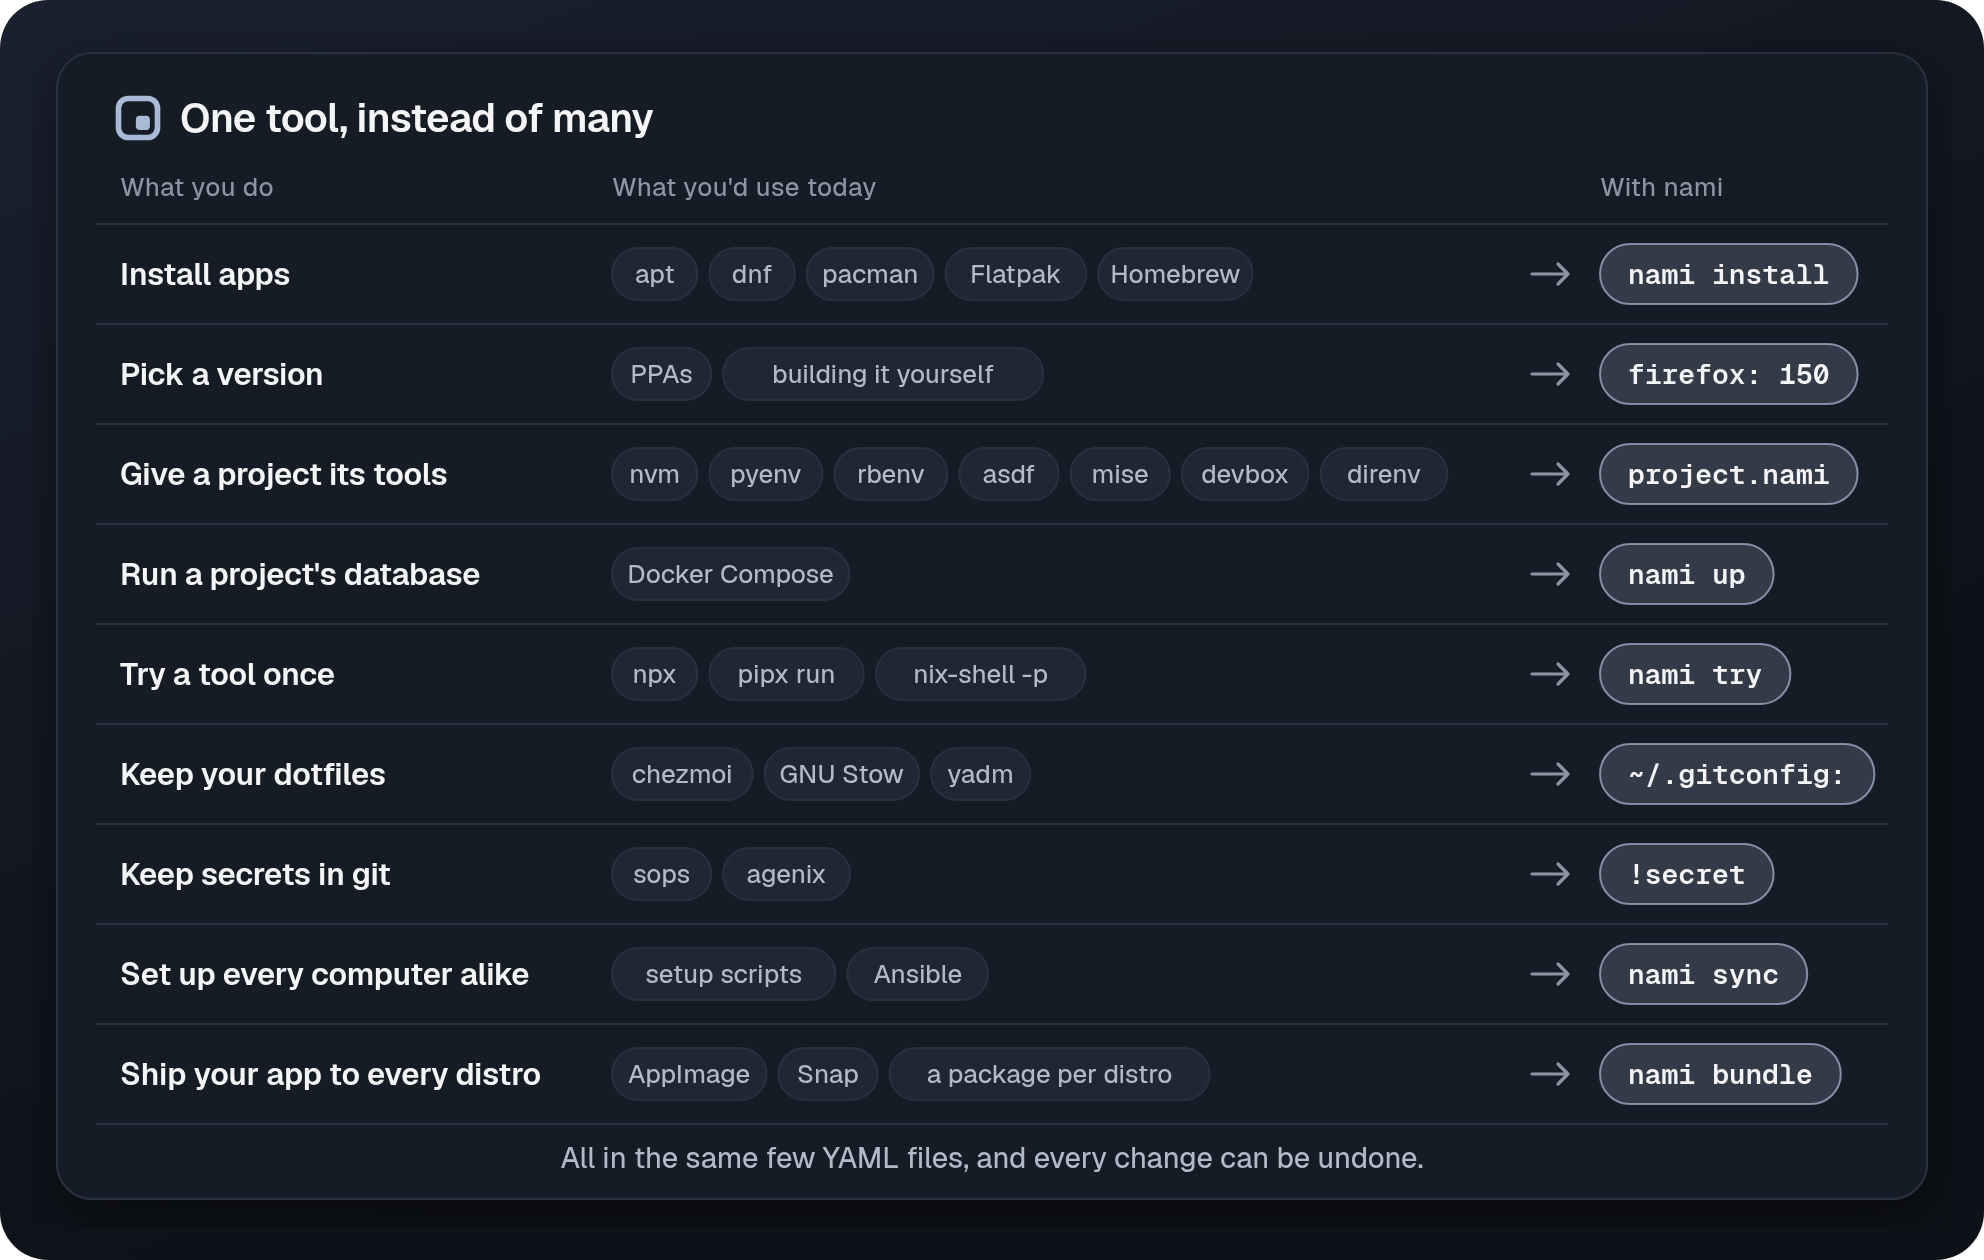 One tool, instead of many
What you do What you'd use today With nami
Install apps apt dnf pacman Flatpak Homebrew → nami install
Pick a version PPAs building it yourself → firefox: 150
Give a project its tools nvm pyenv rbenv asdf mise devbox direnv → project.nami
Run a project's database Docker Compose → nami up
Try a tool once npx pipx run nix-shell -p → nami try
Keep your dotfiles chezmoi GNU Stow yadm → ~/.gitconfig:
Keep secrets in git sops agenix → !secret
Set up every computer alike setup scripts Ansible → nami sync
Ship your app to every distro AppImage Snap a package per distro → nami bundle
All in the same few YAML files, and every change can be undone.